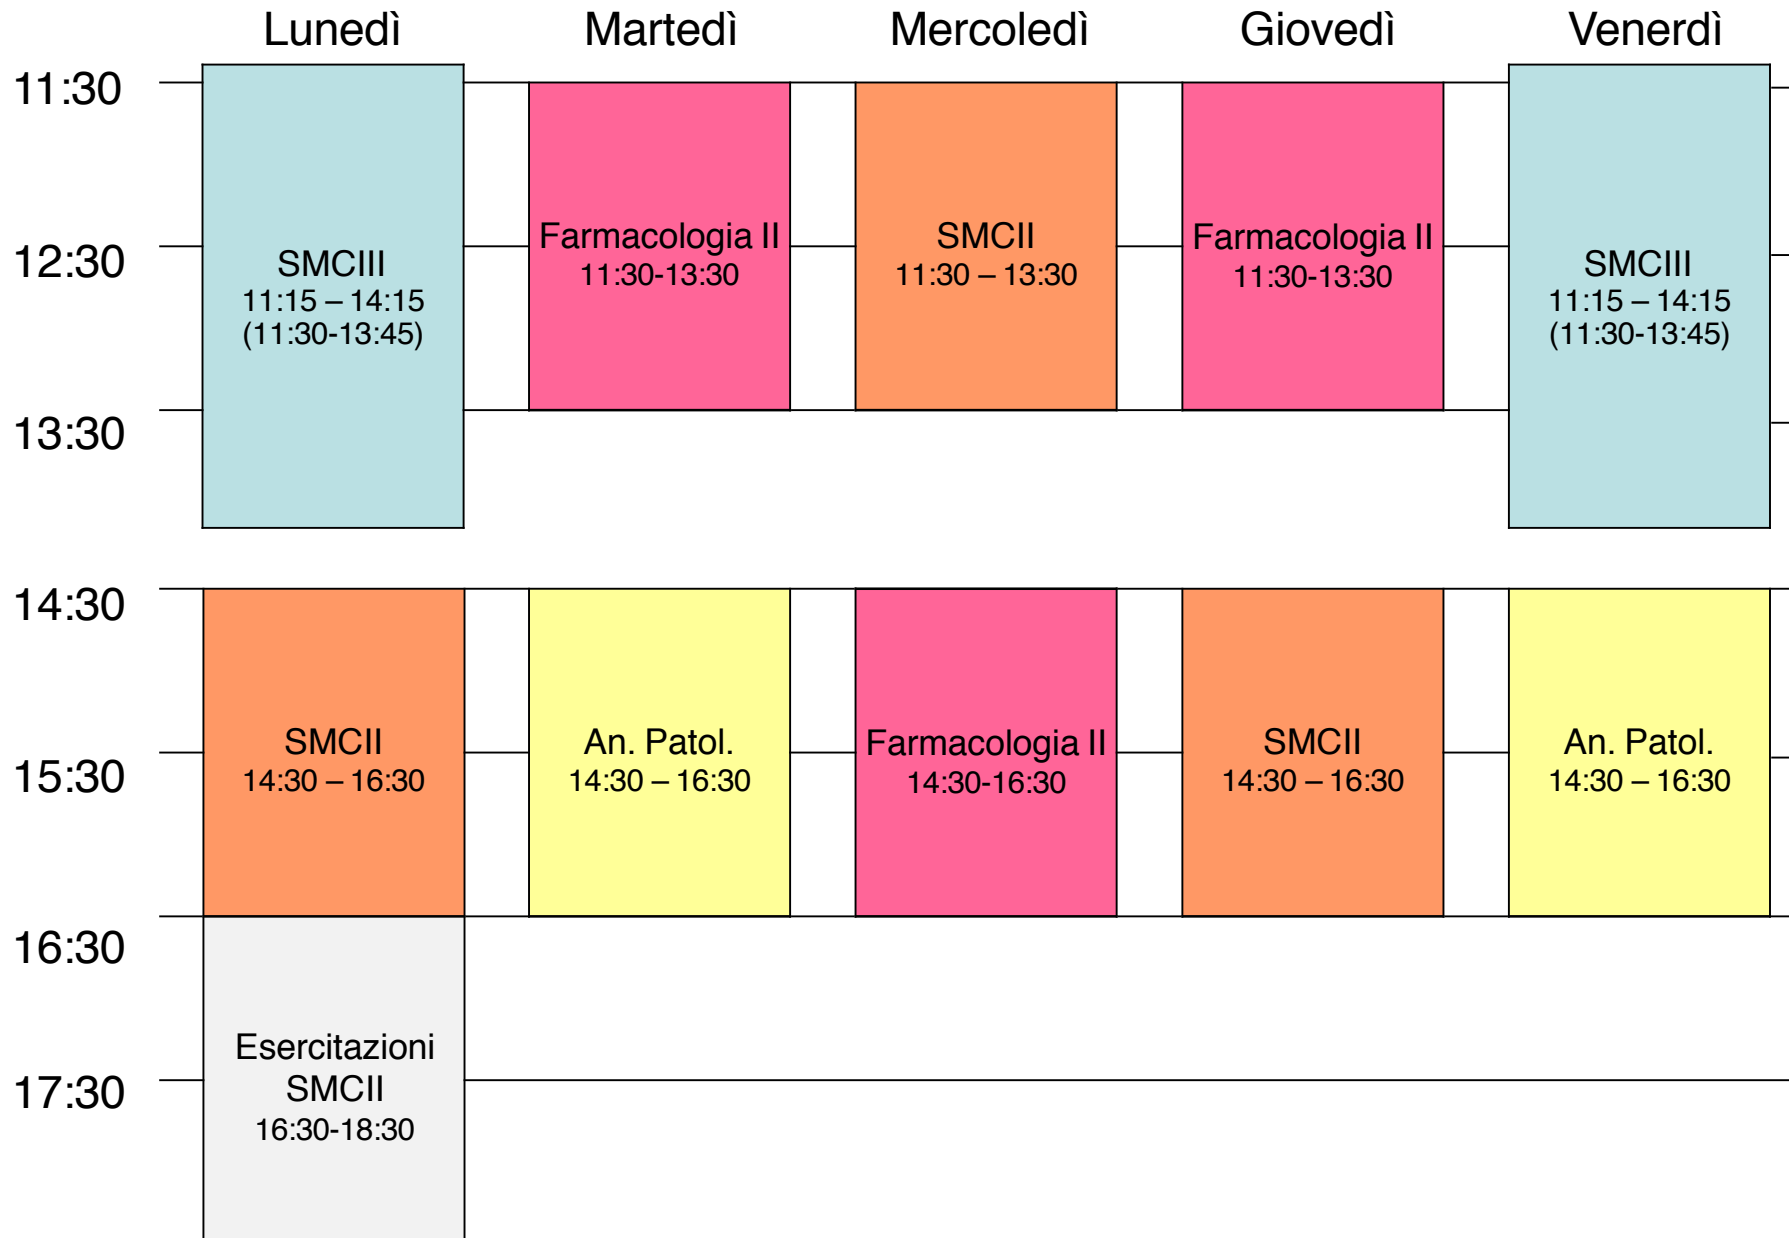 Lunedì
Martedì
Mercoledì
Giovedì
Venerdì
11:30
12:30
13:30
SMCIII
11:15 – 14:15
(11:30-13:45)
Farmacologia II
11:30-13:30
SMCII
11:30 – 13:30
Farmacologia II
11:30-13:30
SMCIII
11:15 – 14:15
(11:30-13:45)
14:30
15:30
16:30
SMCII
14:30 – 16:30
An. Patol.
14:30 – 16:30
Farmacologia II
14:30-16:30
SMCII
14:30 – 16:30
An. Patol.
14:30 – 16:30
17:30
Esercitazioni
SMCII
16:30-18:30